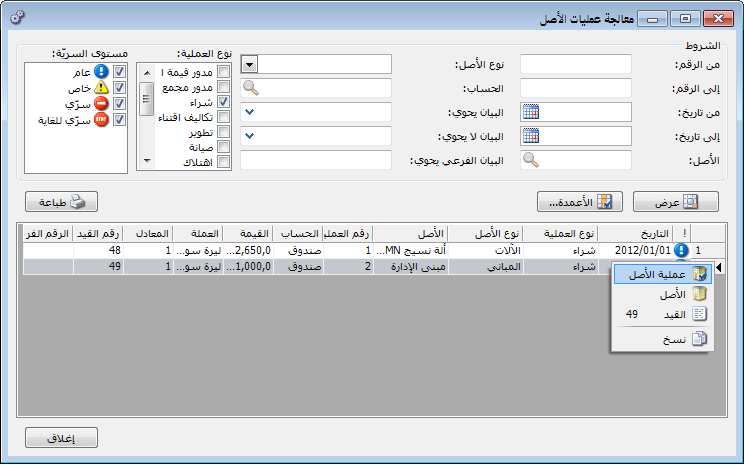 معالجة عمليات الأصل
الشروط
من الرقم:
نوع الأصل:
نوع العملية:
مستوى السريّة:
إلى الرقم:
الحساب:
من تاريخ:
البيان يحوي:
إلى تاريخ:
البيان لا يحوي:
الأصل:
البيان الفرعي يحوي:
مدور قيمة ا
مدور مجمع
شراء
تكاليف اقتناء
تطوير
صيانة
اهتلاك
عام
خاص
سرّي
سرّي للغاية
STOP
عرض
الأعمدة...
طباعة
! التاريخ نوع العملية نوع الأصل الأصل رقم العملي الحساب القيمة العملة المعادل رقم القيد الرقم الفر
1 2012/01/01 شراء الآلات ألة نسيج MN... 1 صندوق 2,650,0... ليرة سو... 1 48
شراء المباني مبنى الإدارة 2 صندوق 1,000,0... ليرة سو... 1 49
عملية الأصل
الأصل
القيد 49
نسخ
إغلاق